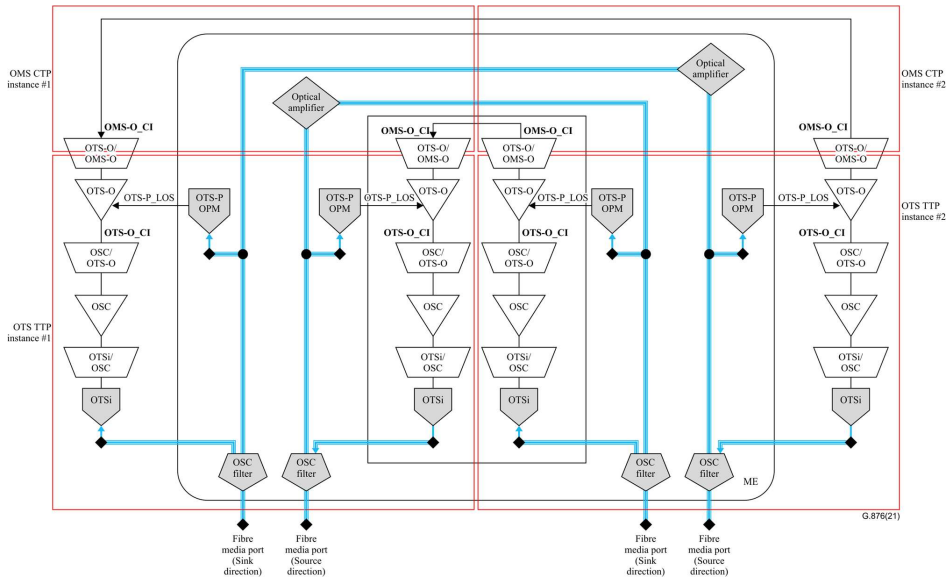 OMS CTP
instance #1
OMS CTP
instance #2
Optical
amplifier
Optical
amplifier
OMS-O_CI
OMS-O_CI
OMS-O_CI
OMS-O_CI
OTS-O/
OMS-O
OTS-O/
OMS-O
OTS-O/
OMS-O
OTS-O/
OMS-O
OTS-O
OTS-P_LOS
OTS-P
OPM
OTS-P
OPM
OTS-P_LOS
OTS-O
OTS-O
OTS-P_LOS
OTS-P
OPM
OTS-P
OPM
OTS-P_LOS
OTS-O
OTS TTP
instance #2
OTS-O_CI
OTS-O_CI
OTS-O_CI
OTS-O_CI
OSC/
OTS-O
OSC/
OTS-O
OSC/
OTS-O
OSC/
OTS-O
OSC
OSC
OSC
OSC
OTS TTP
instance #1
OTSi/
OSC
OTSi/
OSC
OTSi/
OSC
OTSi/
OSC
OTSi
OTSi
OTSi
OTSi
OSC
filter
OSC
filter
OSC
filter
OSC
filter
ME
G.876(21)
Fibre
media port
(Sink
direction)
Fibre
media port
(Source
direction)
Fibre
media port
(Sink
direction)
Fibre
media port
(Source
direction)